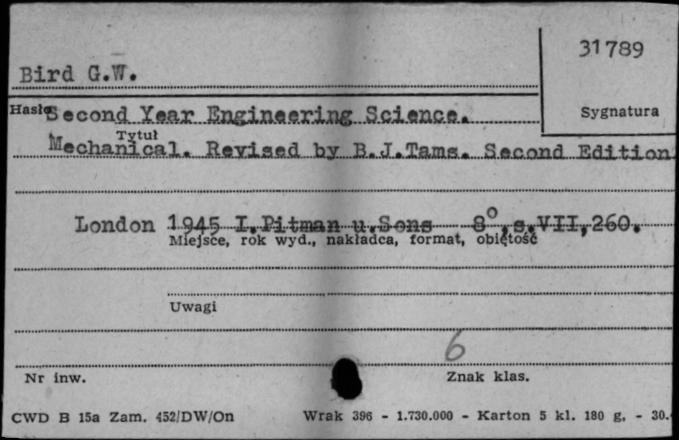 31789
Bird G.W.
Hasło Second Year Engineering Science.
Sygnatura
Tytuł
Mechanical. Revised by B.J.Tams. Second Edition
London 1945 I.Pitman u.Sons 8°,s.VII,260.
Miejsce, rok wyd., nakładca, format, obiętość
Uwagi
6
Nr inw.
Znak klas.
CWD B 15a Zam. 452/DW/On Wrak 396 - 1.730.000 - Karton 5 kl. 180 g. - 30.